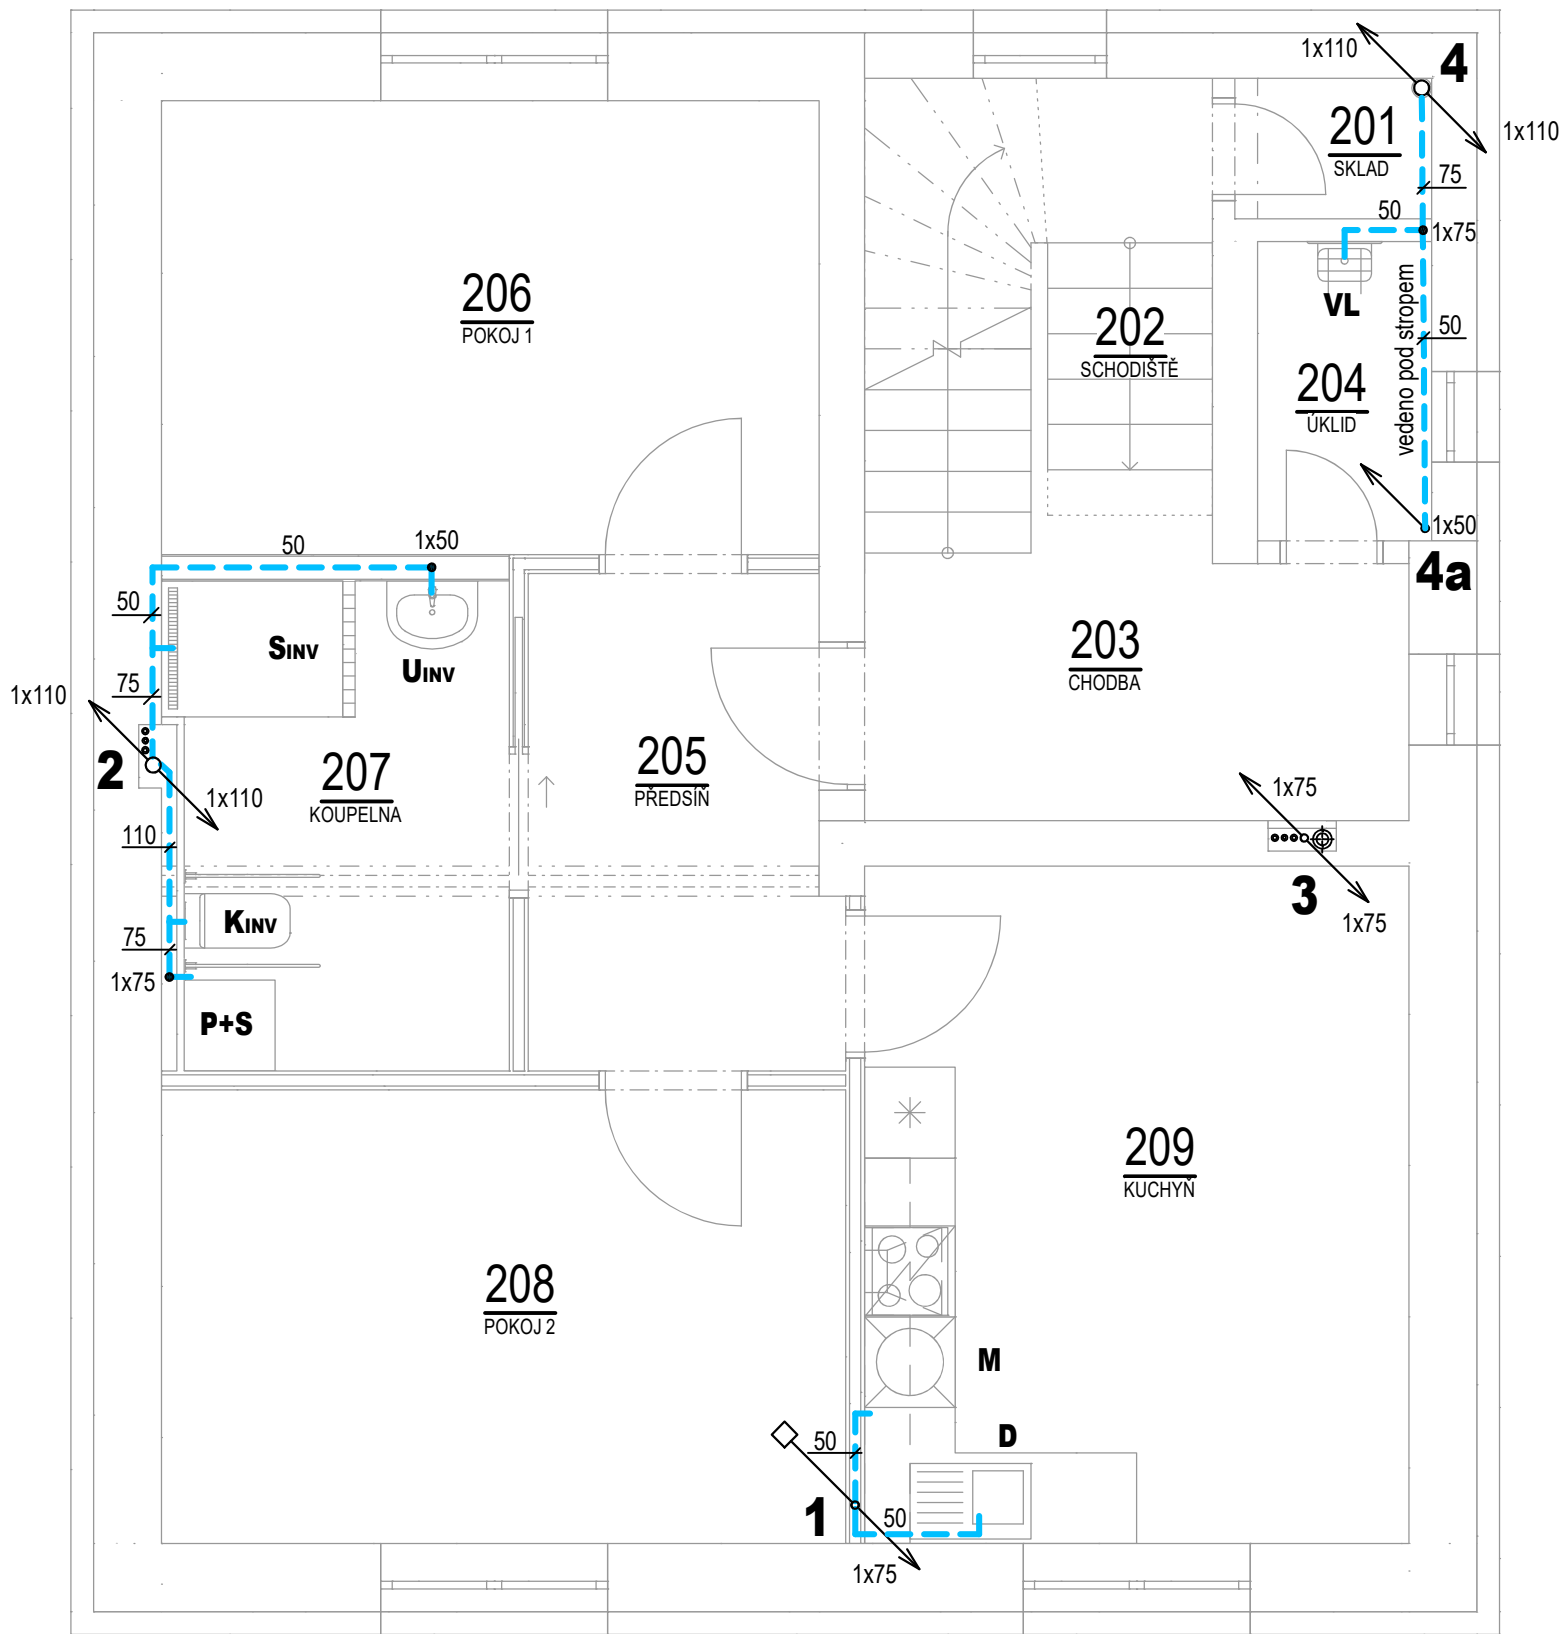 1x110
4
1x110
201
SKLAD
75
50
1x75
VL
vedeno pod stropem
50
206
POKOJ 1
202
SCHODIŠTĚ
204
ÚKLID
1x50
4a
50
1x50
50
SINV
UINV
75
1x110
203
CHODBA
2
207
KOUPELNA
1x110
205
PŘEDSÍŇ
1x75
110
3
1x75
KINV
75
1x75
P+S
209
KUCHYŇ
208
POKOJ 2
M
D
50
1
50
1x75